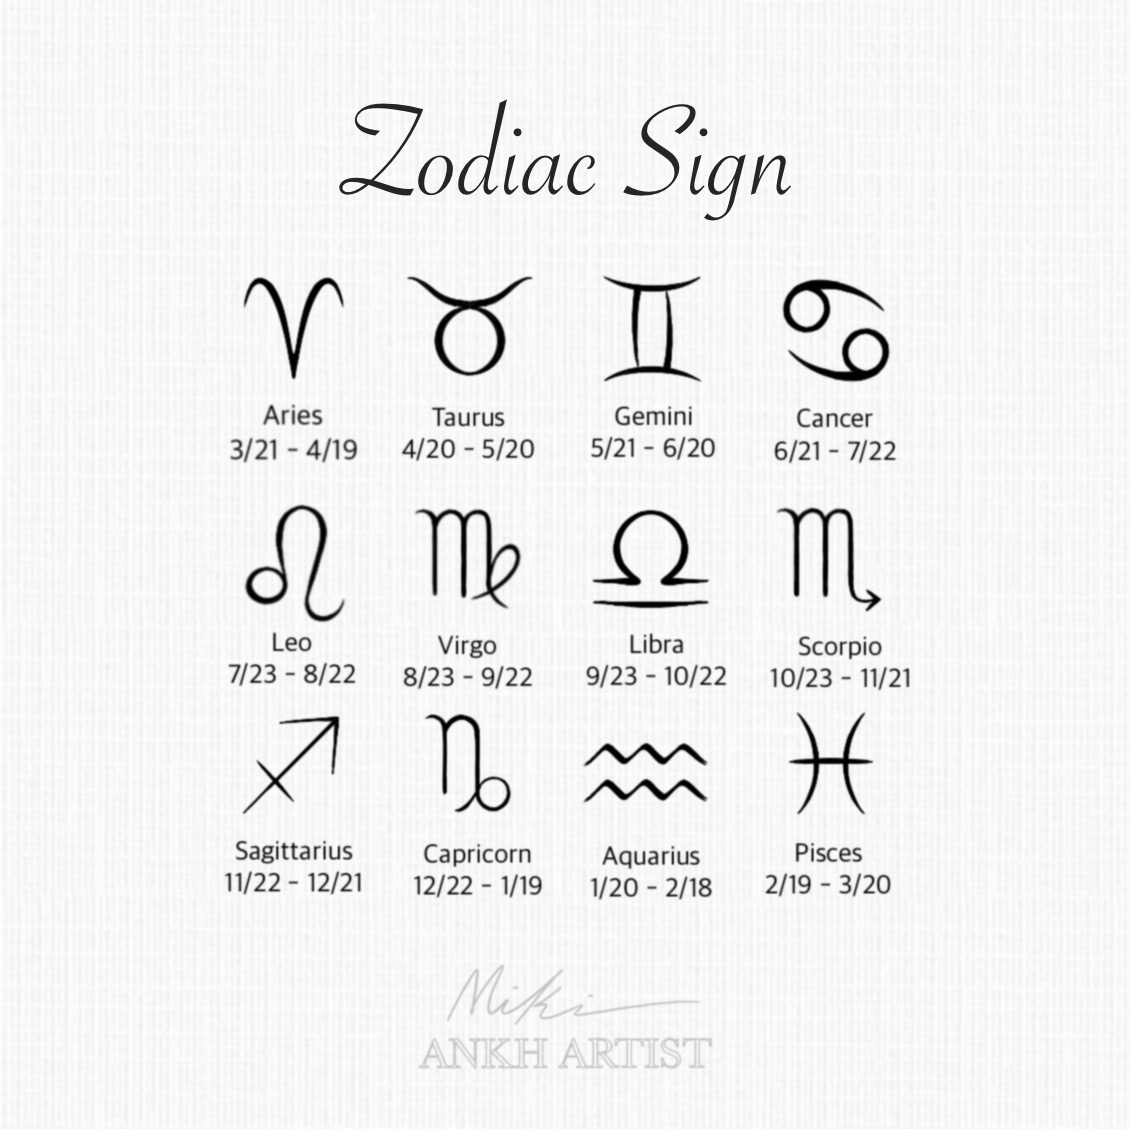 Zodiac Sign
Aries Taurus Gemini Cancer
3/21 - 4/19 4/20 - 5/20 5/21 - 6/20 6/21 - 7/22
Leo Virgo Libra Scorpio
7/23 - 8/22 8/23 - 9/22 9/23 - 10/22 10/23 - 11/21
Sagittarius Capricorn Aquarius Pisces
11/22 - 12/21 12/22 - 1/19 1/20 - 2/18 2/19 - 3/20
Miki
ANKH ARTIST